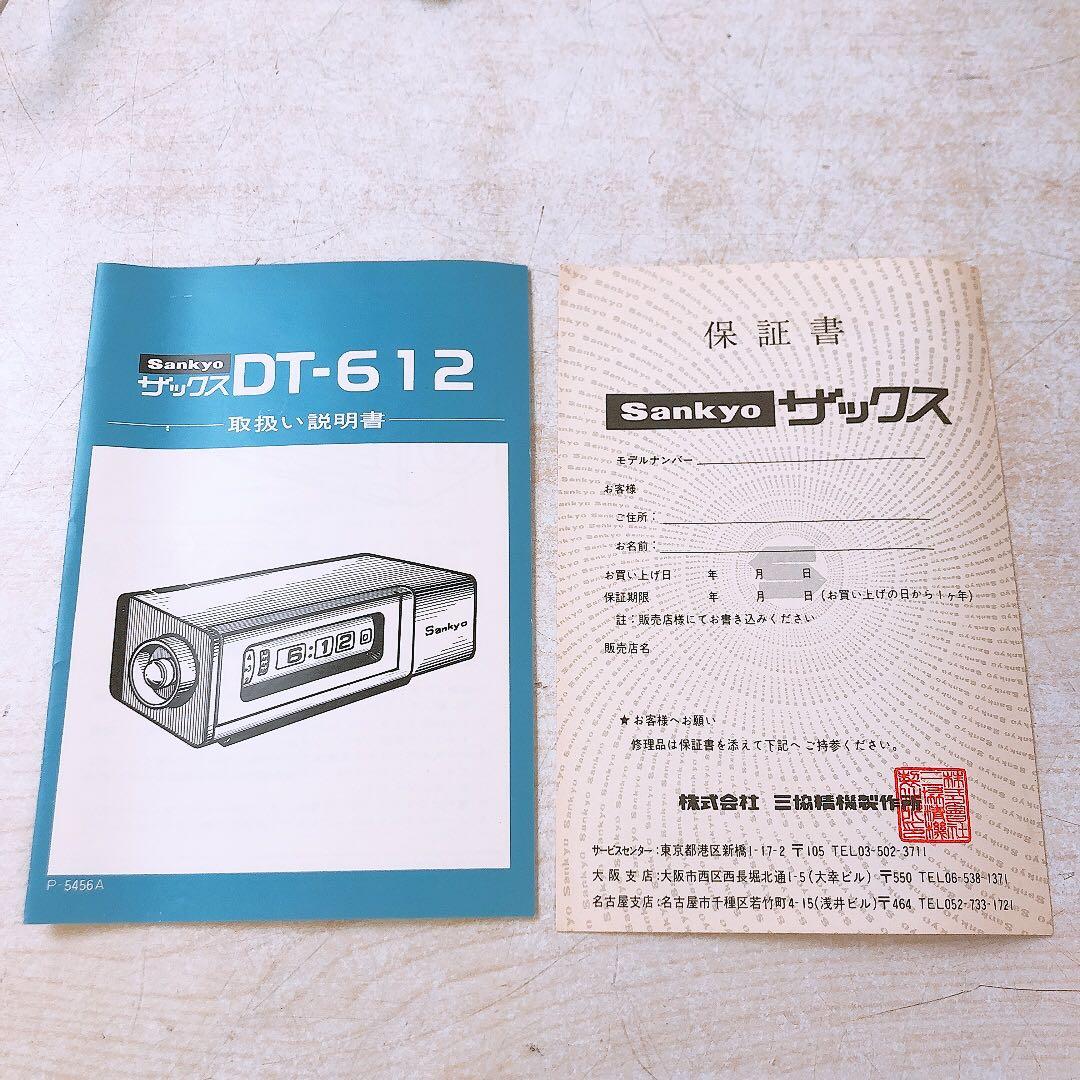 Sankyo
ザックス DT-612
取扱い説明書
6:12 0
Sankyo
P-5456A
保証書
Sankyo ザックス
モデルナンバー
お客様
ご住所：
お名前：
お買い上げ日 年 月 日
保証期限 年 月 日 (お買い上げの日から1ヶ年)
註：販売店様にてお書き込みください
販売店名
★お客様へお願い
修理品は保証書を添えて下記へご持参ください。
株式会社 三協精機製作所
サービスセンター：東京都港区新橋1-17-2 〒105 TEL03-502-3711
大阪支店：大阪市西区西長堀北通1-5(大幸ビル) 〒550 TEL06-538-1371
名古屋支店：名古屋市千種区若竹町4-15(浅井ビル)〒464 TEL052-733-1721